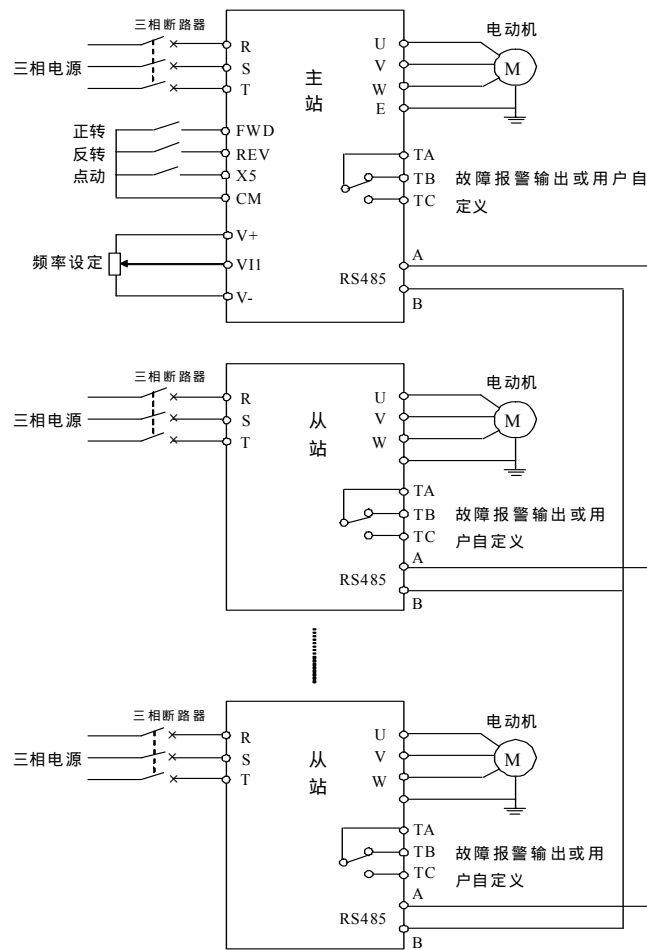 三相断路器
三相电源
R
S
T
主站
U
V
W
E
电动机
M
正转
反转
点动
FWD
REV
X5
CM
TA
TB
TC
故障报警输出或用户自
定义
频率设定
V+
VI1
V-
RS485
A
B
三相断路器
三相电源
R
S
T
从站
U
V
W
电动机
M
TA
TB
TC
故障报警输出或用
户自定义
RS485
A
B
三相断路器
三相电源
R
S
T
从站
U
V
W
电动机
M
TA
TB
TC
故障报警输出或用
户自定义
RS485
A
B